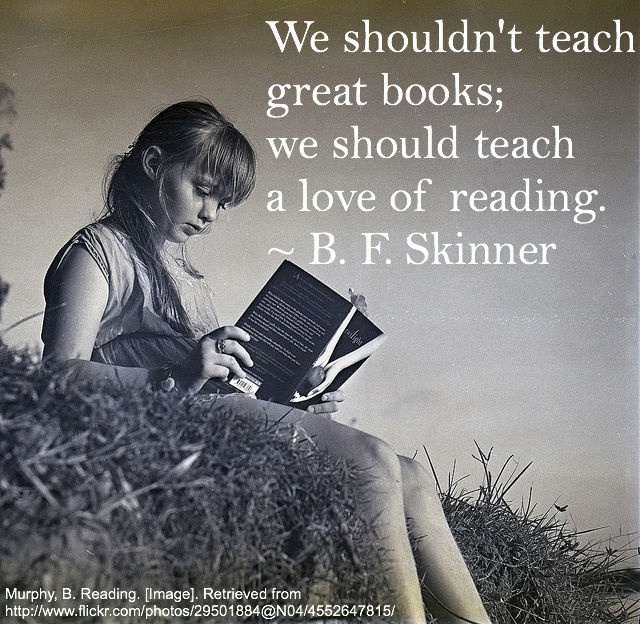 We shouldn't teach
great books;
we should teach
a love of reading.
~ B. F. Skinner
twilight
Murphy, B. Reading. [Image]. Retrieved from
http://www.flickr.com/photos/29501884@N04/4552647815/